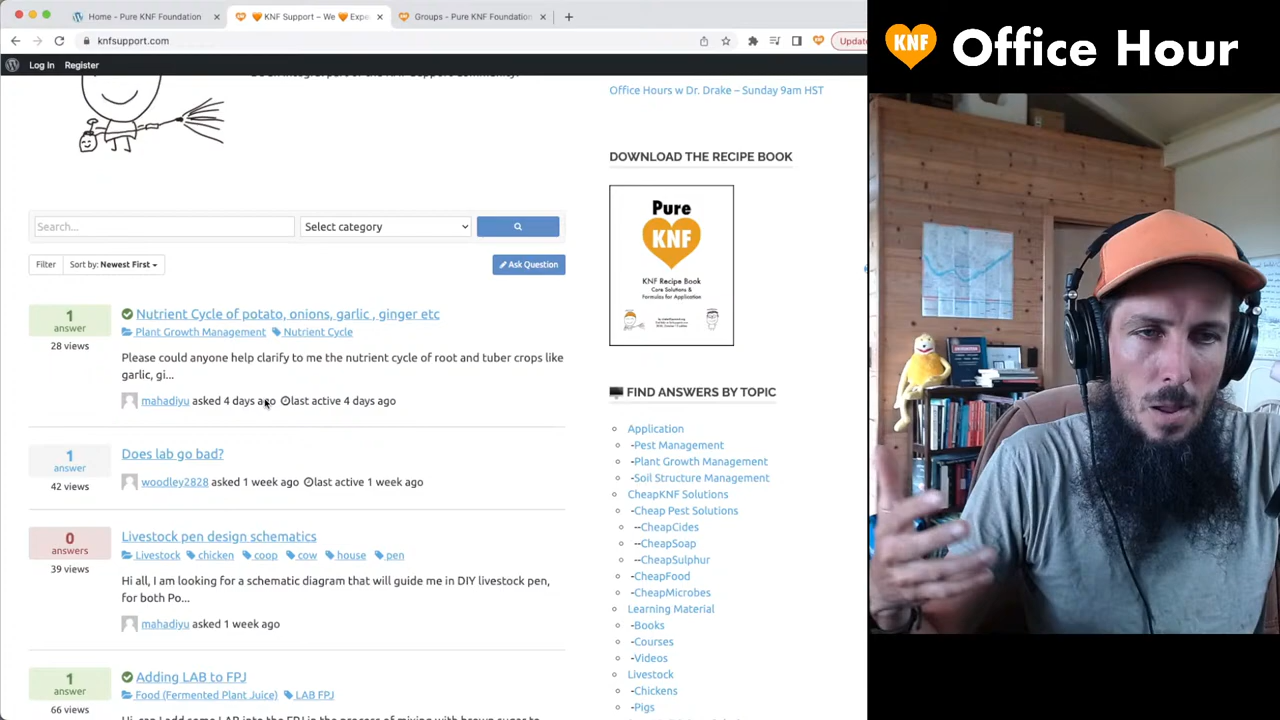 Home - Pure KNF Foundation
KNF Support – We
Expe
Groups - Pure KNF Foundation
knfsupport.com
Update
Log In
Register
Office Hours w Dr. Drake – Sunday 9am HST
DOWNLOAD THE RECIPE BOOK
Pure
KNF
KNF Recipe Book
Core Solutions &
Formulas for Application
Search...
Select category
Filter
Sort by: Newest First
Ask Question
1
answer
28 views
Nutrient Cycle of potato, onions, garlic , ginger etc
Plant Growth Management
Nutrient Cycle
Please could anyone help clarify to me the nutrient cycle of root and tuber crops like
garlic, gi...
mahadiyu asked 4 days ago
last active 4 days ago
1
answer
42 views
Does lab go bad?
woodley2828 asked 1 week ago
last active 1 week ago
0
answers
39 views
Livestock pen design schematics
Livestock
chicken
coop
cow
house
pen
Hi all, I am looking for a schematic diagram that will guide me in DIY livestock pen,
for both Po...
mahadiyu asked 1 week ago
1
answer
66 views
Adding LAB to FPJ
Food (Fermented Plant Juice)
LAB FPJ
FIND ANSWERS BY TOPIC
Application
-Pest Management
-Plant Growth Management
-Soil Structure Management
CheapKNF Solutions
-Cheap Pest Solutions
--CheapCides
--CheapSoap
--CheapSulphur
-CheapFood
-CheapMicrobes
Learning Material
-Books
-Courses
-Videos
Livestock
-Chickens
-Pigs
KNF
Office Hour